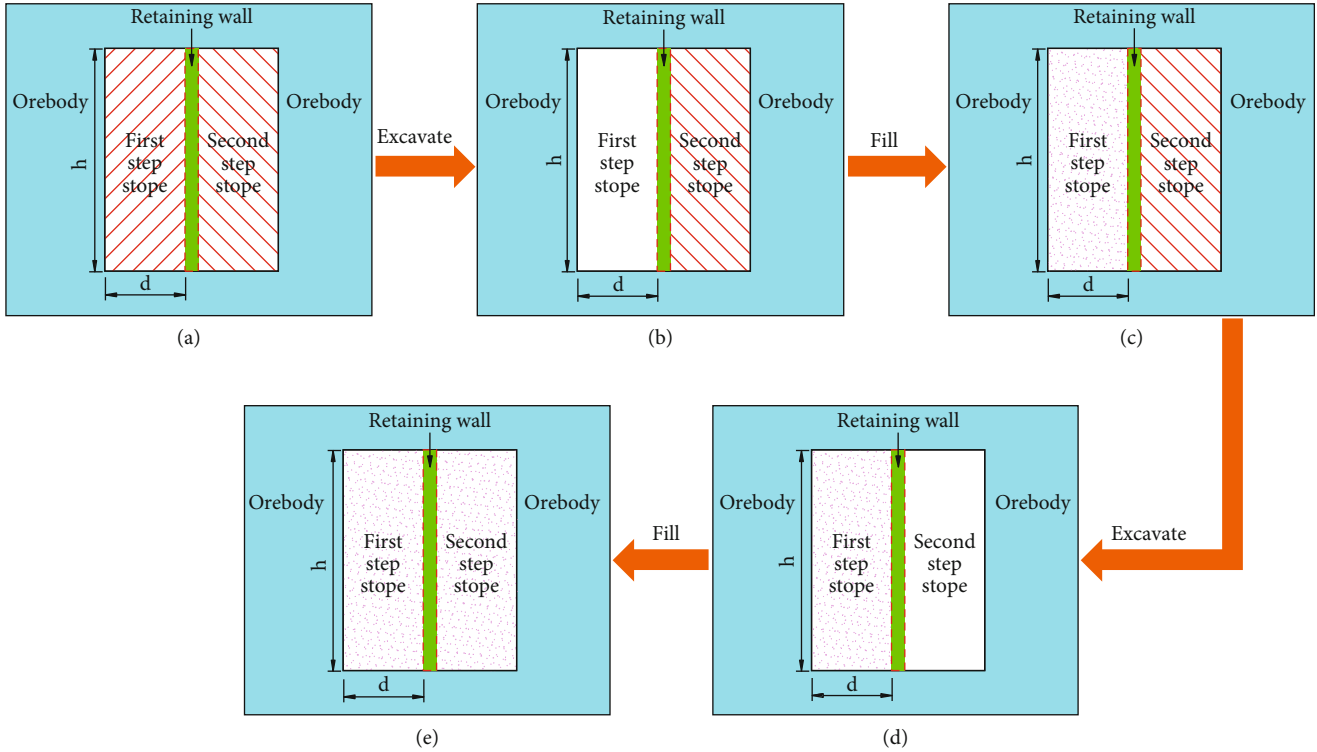 Retaining wall
Orebody
Orebody
First
step
stope
Second
step
stope
h
d
(a)
Excavate
Retaining wall
Orebody
Orebody
First
step
stope
Second
step
stope
h
d
(b)
Fill
Retaining wall
Orebody
Orebody
First
step
stope
Second
step
stope
h
d
(c)
Excavate
Retaining wall
Orebody
Orebody
First
step
stope
Second
step
stope
h
d
(d)
Fill
Retaining wall
Orebody
Orebody
First
step
stope
Second
step
stope
h
d
(e)